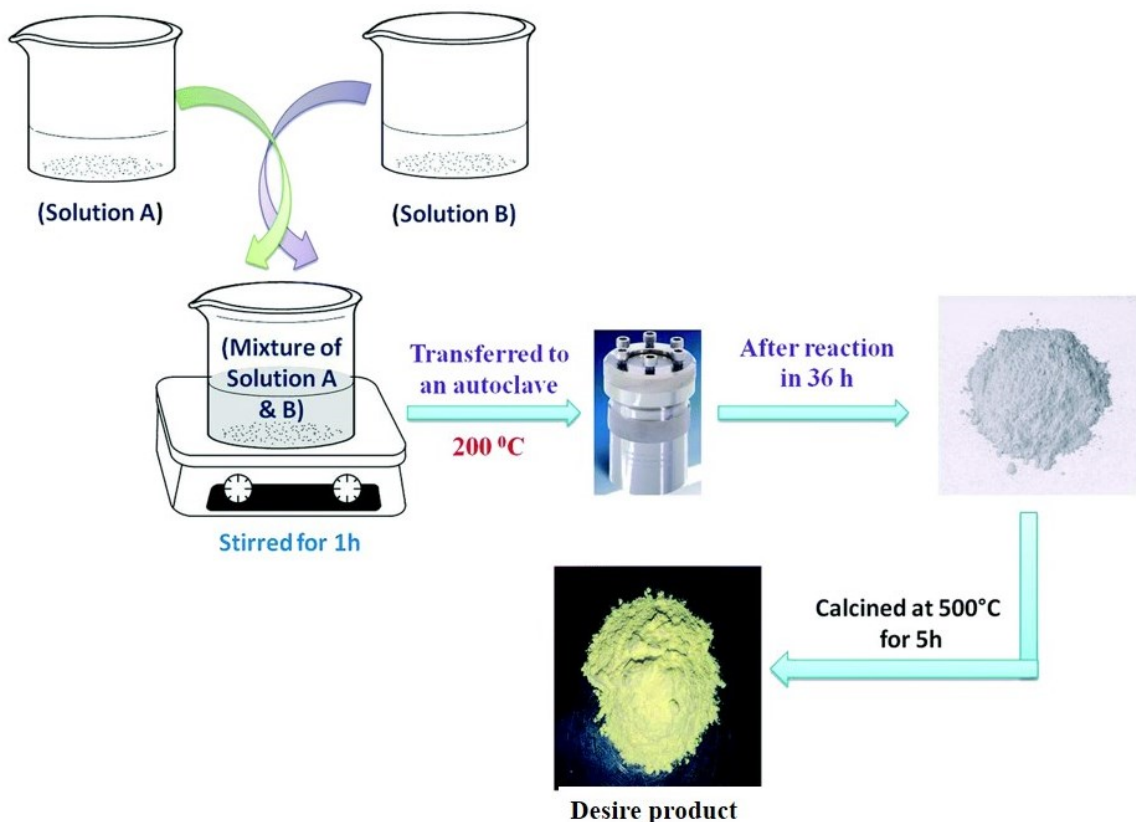 (Solution A)
(Solution B)
(Mixture of
Solution A
& B)
Stirred for 1h
Transferred to
an autoclave
200 ⁰C
After reaction
in 36 h
Calcined at 500°C
for 5h
Desire product